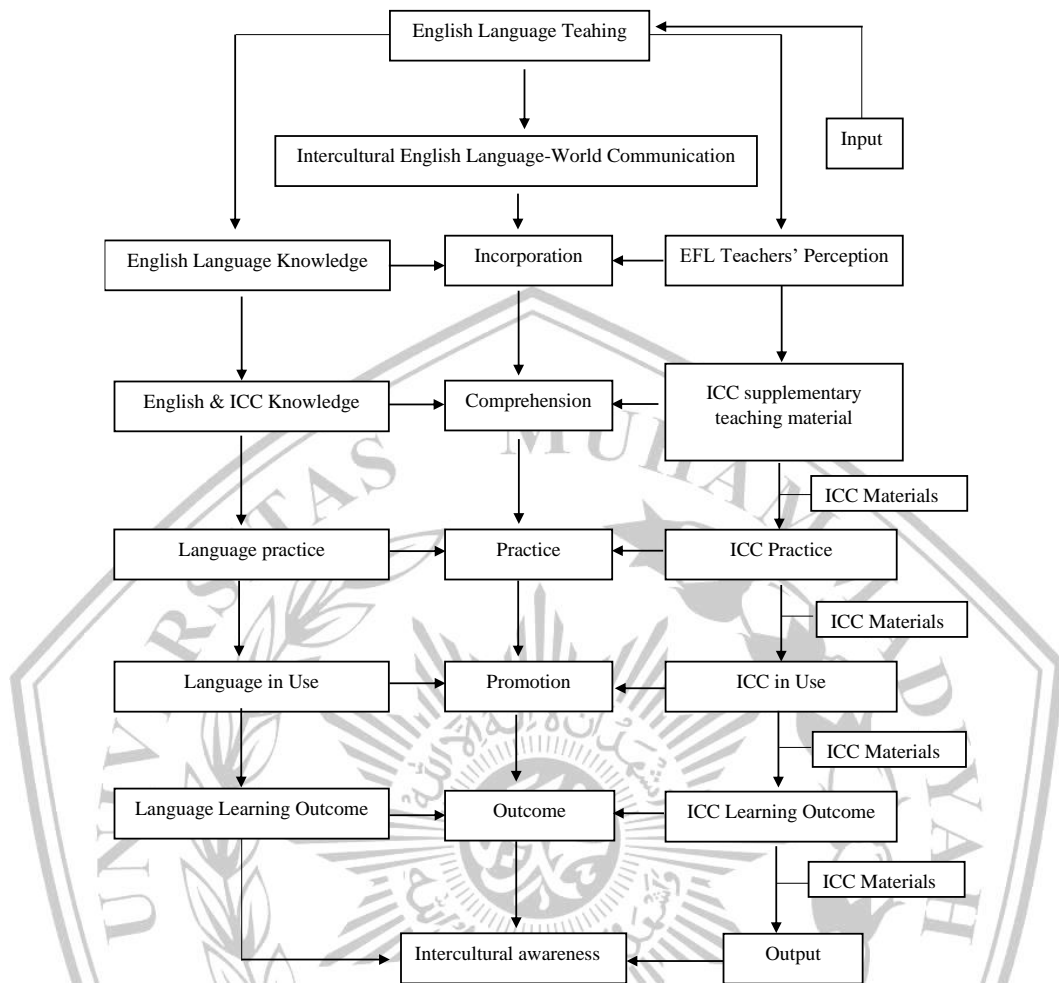 English Language Teahing
Input
Intercultural English Language-World Communication
English Language Knowledge
Incorporation
EFL Teachers’ Perception
English & ICC Knowledge
Comprehension
ICC supplementary
teaching material
ICC Materials
Language practice
Practice
ICC Practice
ICC Materials
Language in Use
Promotion
ICC in Use
ICC Materials
Language Learning Outcome
Outcome
ICC Learning Outcome
ICC Materials
Intercultural awareness
Output